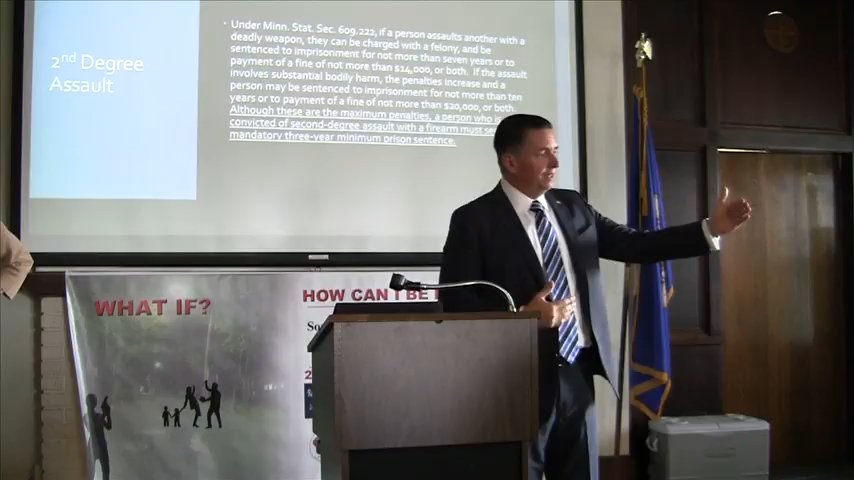 2nd Degree
Assault
• Under Minn. Stat. Sec. 609.222, if a person assaults another with a
deadly weapon, they can be charged with a felony, and be
sentenced to imprisonment for not more than seven years or to
payment of a fine of not more than $14,000, or both.  If the assault
involves substantial bodily harm, the penalties increase and a
person may be sentenced to imprisonment for not more than ten
years or to payment of a fine of not more than $20,000, or both.
Although these are the maximum penalties, a person who is
convicted of second-degree assault with a firearm must
mandatory three-year minimum prison sentence.
WHAT IF?
HOW CAN I BE